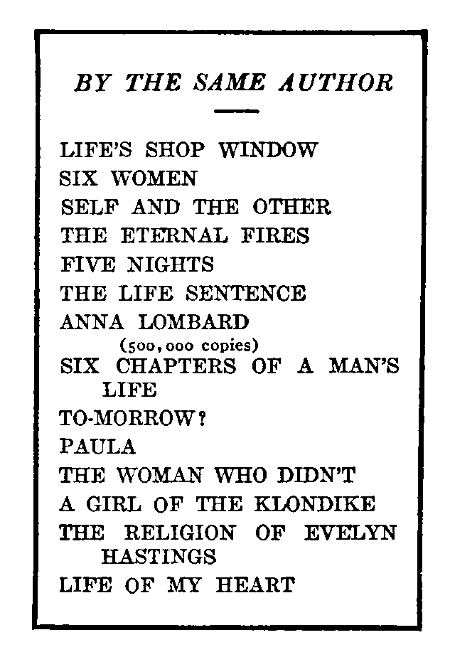 BY THE SAME AUTHOR
LIFE'S SHOP WINDOW
SIX WOMEN
SELF AND THE OTHER
THE ETERNAL FIRES
FIVE NIGHTS
THE LIFE SENTENCE
ANNA LOMBARD
(500,000 copies)
SIX CHAPTERS OF A MAN'S
LIFE
TO-MORROW?
PAULA
THE WOMAN WHO DIDN'T
A GIRL OF THE KLONDIKE
THE RELIGION OF EVELYN
HASTINGS
LIFE OF MY HEART